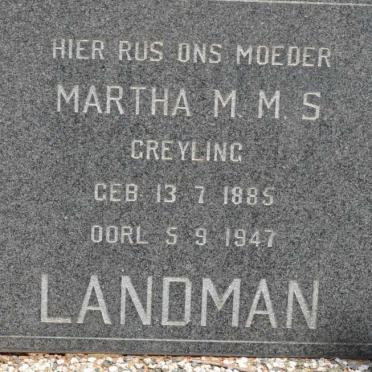 HIER RUS ONS MOEDER
MARTHA M. M. S.
GREYLING
GEB 13 7 1885
OORL 5 9 1947
LANDMAN